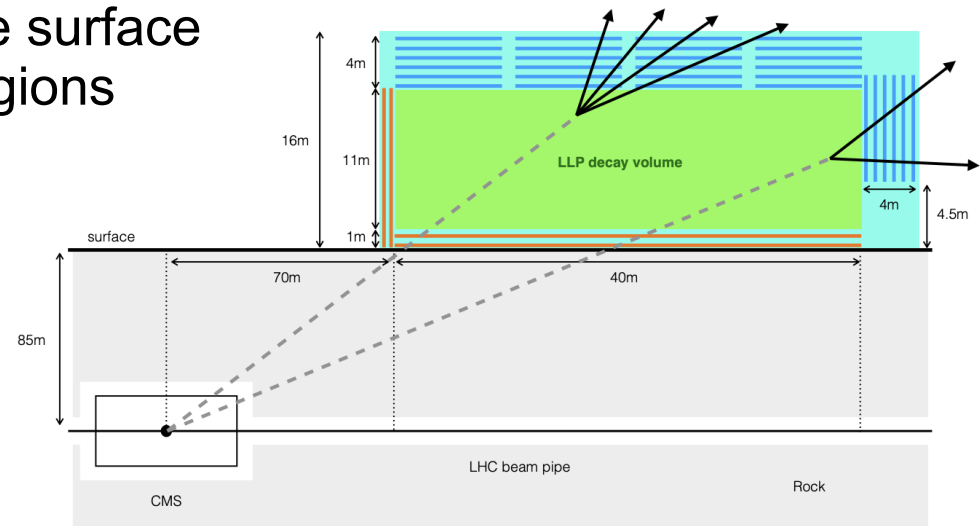 e surface
gions
4m
16m
11m
LLP decay volume
4m
4.5m
1m
surface
70m
40m
85m
LHC beam pipe
Rock
CMS